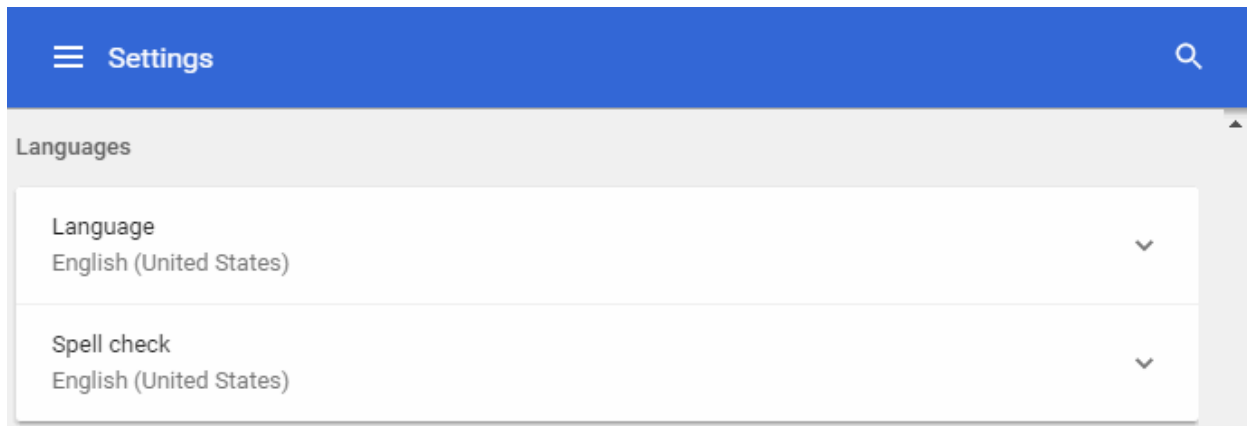 Settings
Languages
Language
English (United States)
Spell check
English (United States)